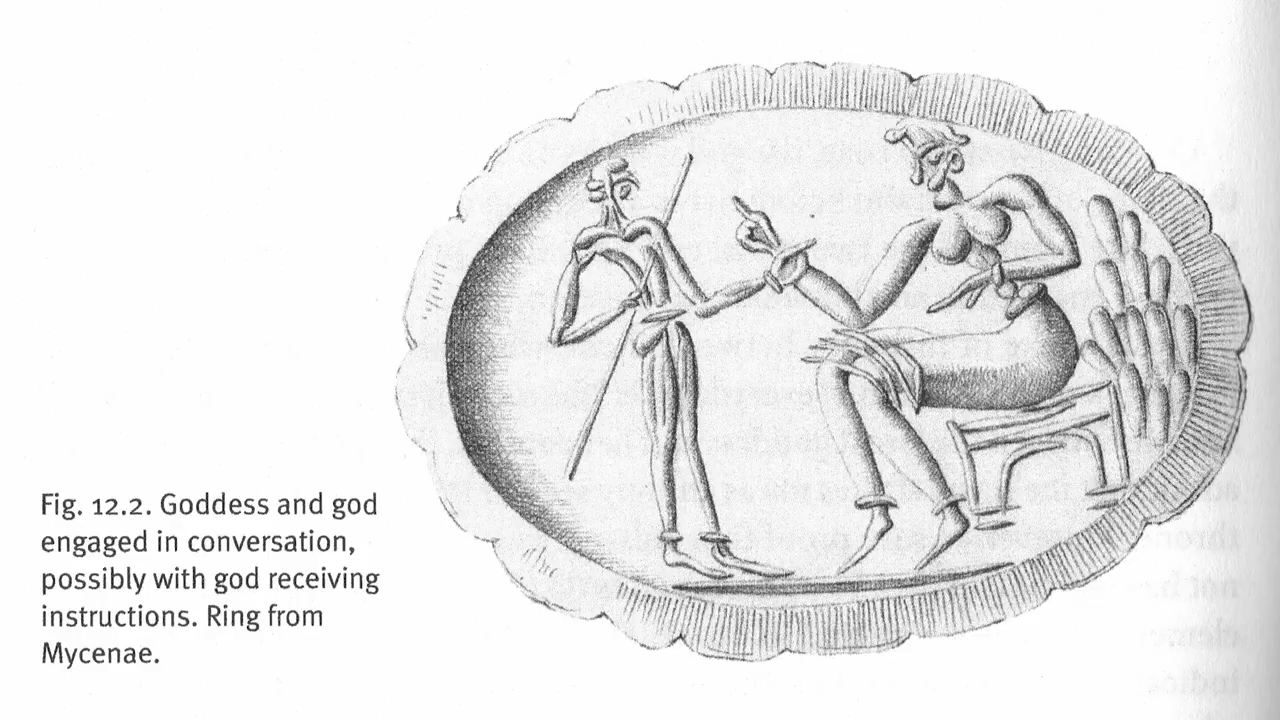 Fig. 12.2. Goddess and god
engaged in conversation,
possibly with god receiving
instructions. Ring from
Mycenae.